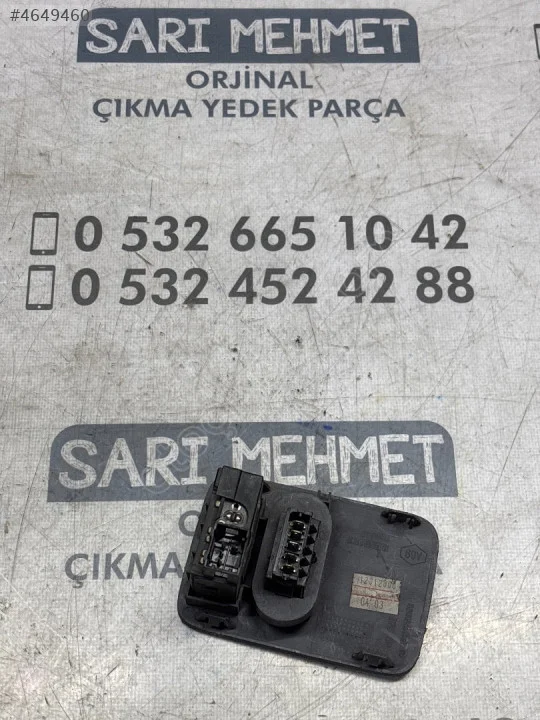 #4649460
SARI MEHMET
ORJİNAL
ÇIKMA YEDEK PARÇA
0 532 665 10 42
0 532 452 42 88
SARI MEHMET